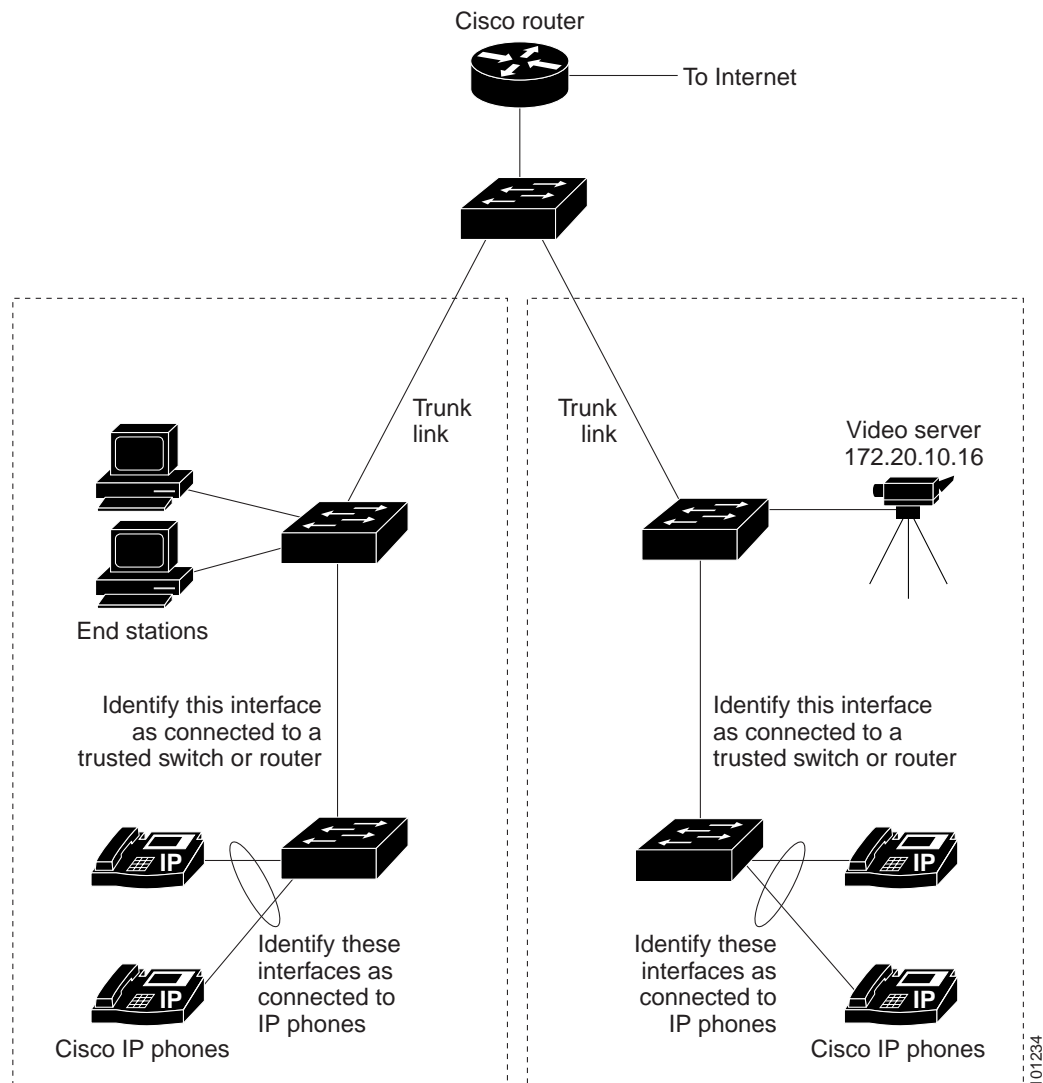 Cisco router
To Internet
Trunk
link
Trunk
link
Video server
172.20.10.16
End stations
Identify this interface
as connected to a
trusted switch or router
Identify this interface
as connected to a
trusted switch or router
IP
IP
Identify these
interfaces as
connected to
IP phones
Cisco IP phones
IP
IP
Identify these
interfaces as
connected to
IP phones
Cisco IP phones
101234